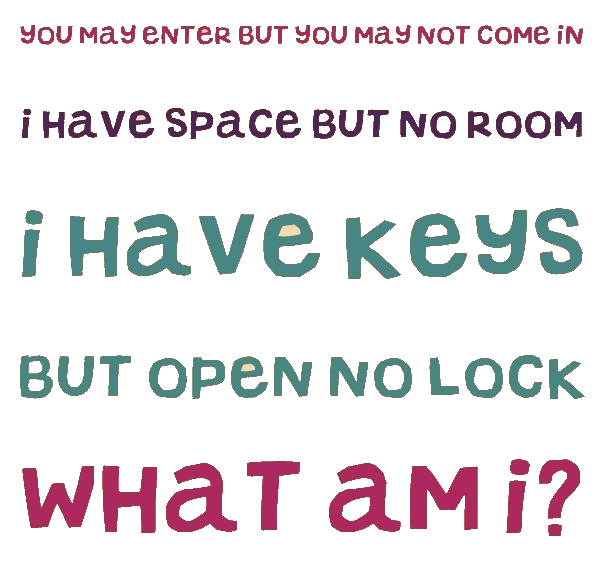 YOU MAY ENTER BUT YOU MAY NOT COME IN
I HAVE SPACE BUT NO ROOM
I HAVE KEYS
BUT OPEN NO LOCK
WHAT AM I?